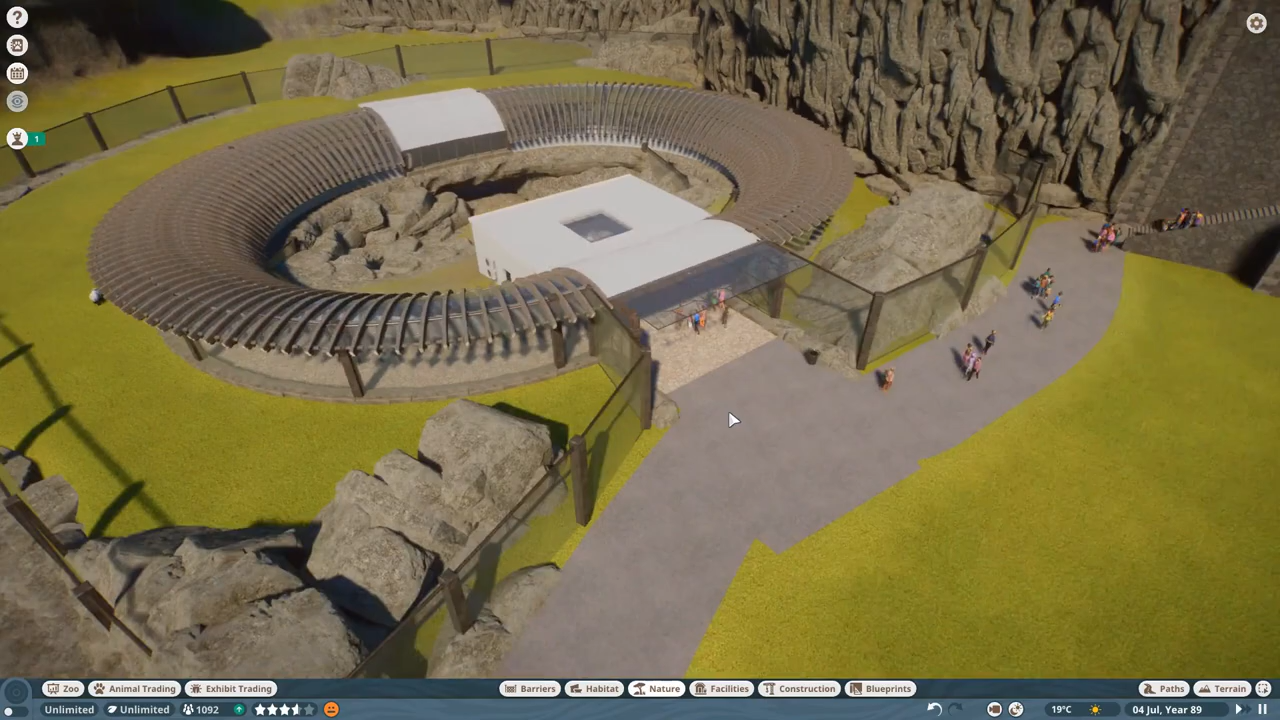 ?
1
Zoo Animal Trading Exhibit Trading Barriers Habitat Nature Facilities Construction Blueprints Paths Terrain
Unlimited Unlimited 1092 19°C 04 Jul, Year 89